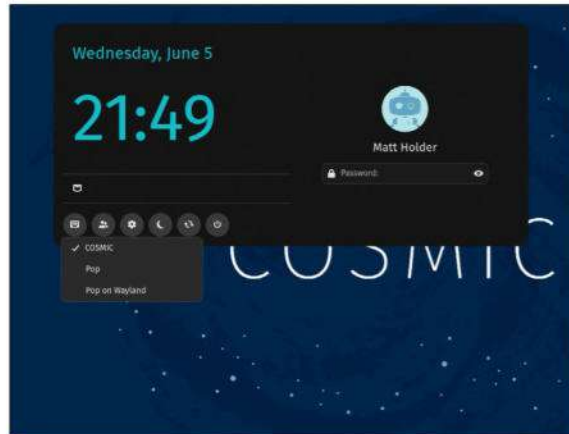 Wednesday, June 5
21:49
Matt Holder
Password:
COSMIC
Pop
Pop on Wayland
COSMIC